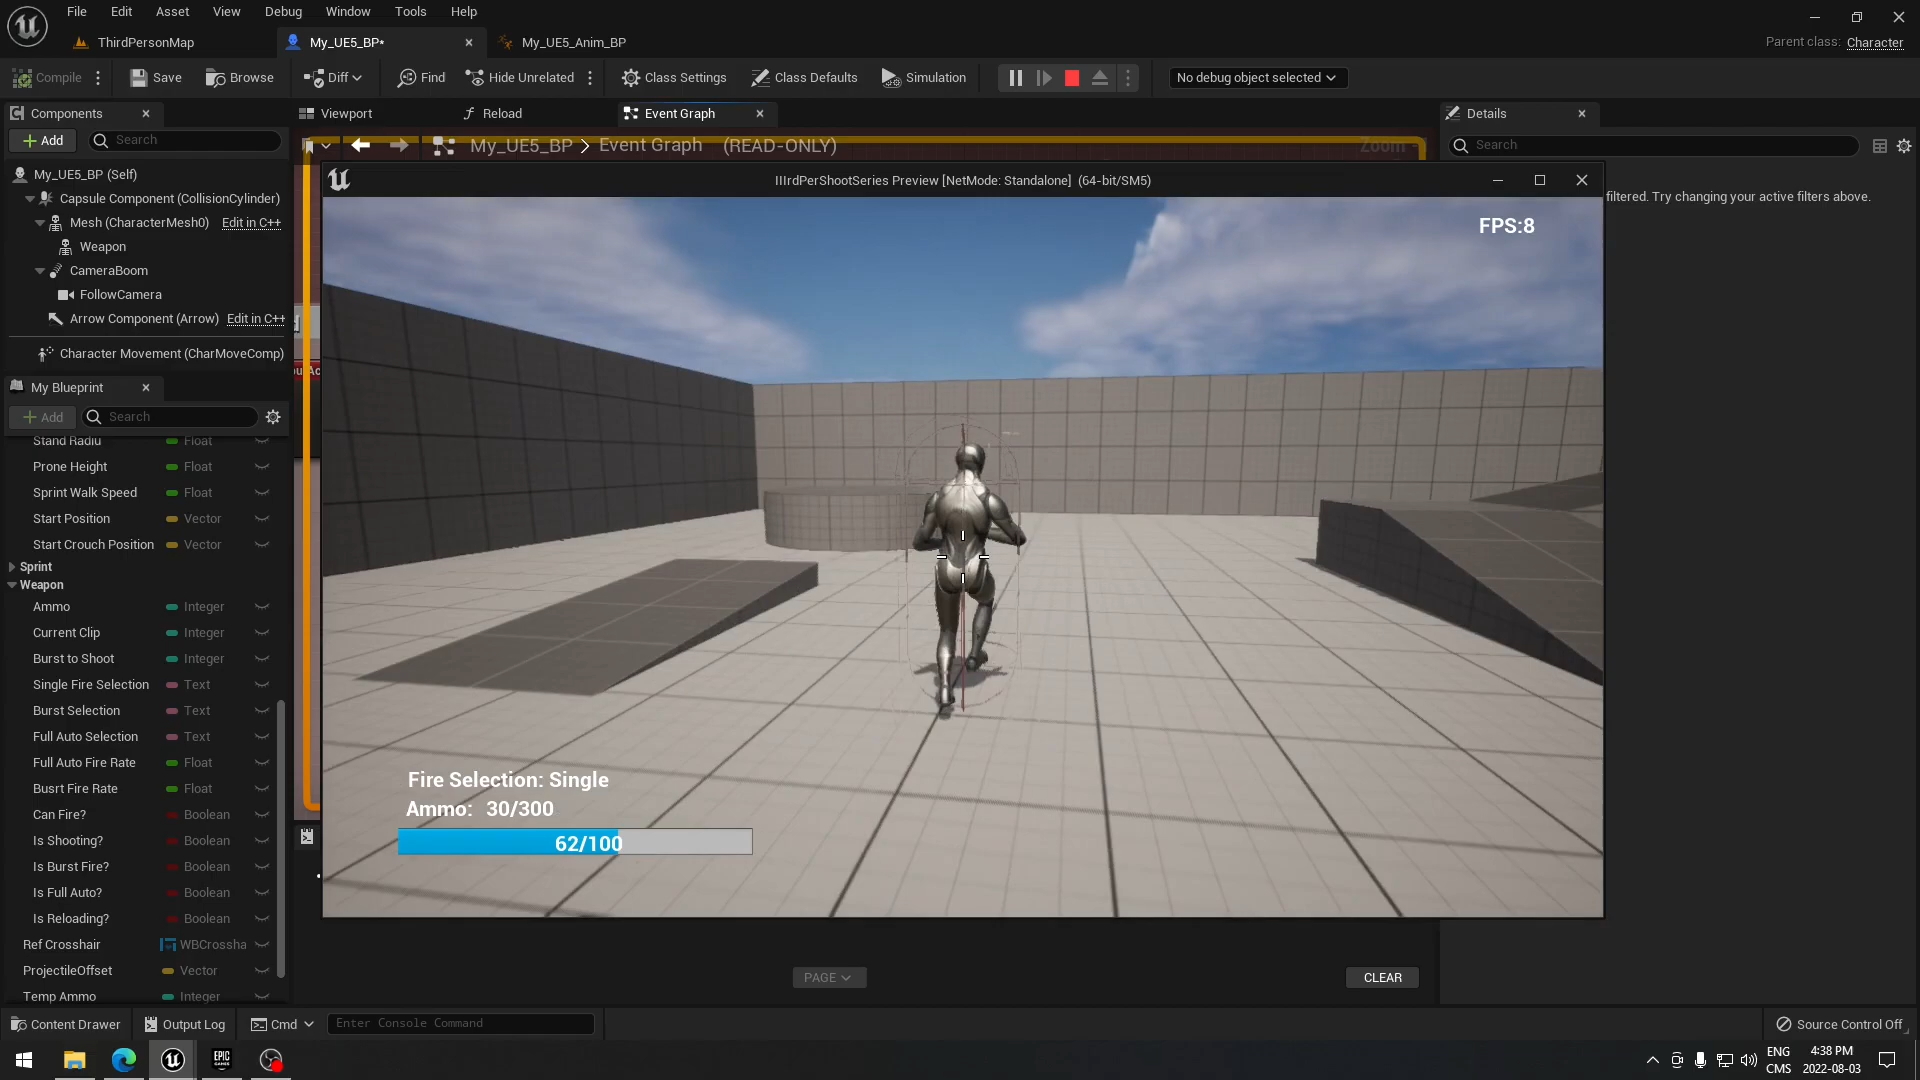 File Edit Asset View Debug Window Tools Help
ThirdPersonMap My_UE5_BP* My_UE5_Anim_BP Parent class: Character
Compile Save Browse Diff Find Hide Unrelated Class Settings Class Defaults Simulation No debug object selected
Components Viewport Reload Event Graph Details
Add Search My_UE5_BP > Event Graph (READ-ONLY) Zoom Search
My_UE5_BP (Self)
IIIrdPerShootSeries Preview [NetMode: Standalone] (64-bit/SM5)
filtered. Try changing your active filters above.
Capsule Component (CollisionCylinder)
Mesh (CharacterMesh0) Edit in C++
FPS:8
Weapon
CameraBoom
FollowCamera
Arrow Component (Arrow) Edit in C++
Character Movement (CharMoveComp)
My Blueprint
Add Search
Stand Radiu Float
Prone Height Float
Sprint Walk Speed Float
Start Position Vector
Start Crouch Position Vector
Sprint
Weapon
Ammo Integer
Current Clip Integer
Burst to Shoot Integer
Single Fire Selection Text
Burst Selection Text
Full Auto Selection Text
Full Auto Fire Rate Float
Busrt Fire Rate Float
Can Fire? Boolean
Is Shooting? Boolean
Is Burst Fire? Boolean
Is Full Auto? Boolean
Is Reloading? Boolean
Ref Crosshair WBCrossha
ProjectileOffset Vector
Temp Ammo Integer
Fire Selection: Single
Ammo: 30/300
62/100
PAGE CLEAR
Content Drawer Output Log Cmd Enter Console Command Source Control Off
EPIC GAMES
ENG 4:38 PM
CMS 2022-08-03